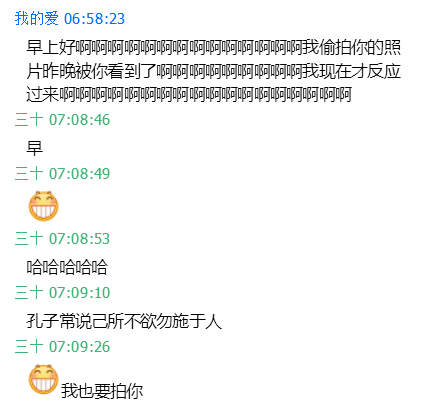 我的爱 06:58:23
早上好啊啊啊啊啊啊啊啊啊啊啊啊啊啊我偷拍你的照
片昨晚被你看到了啊啊啊啊啊啊啊啊啊我现在才反应
过来啊啊啊啊啊啊啊啊啊啊啊啊啊啊啊啊啊啊
三十 07:08:46
早
三十 07:08:49
三十 07:08:53
哈哈哈哈哈
三十 07:09:10
孔子常说己所不欲勿施于人
三十 07:09:26
我也要拍你